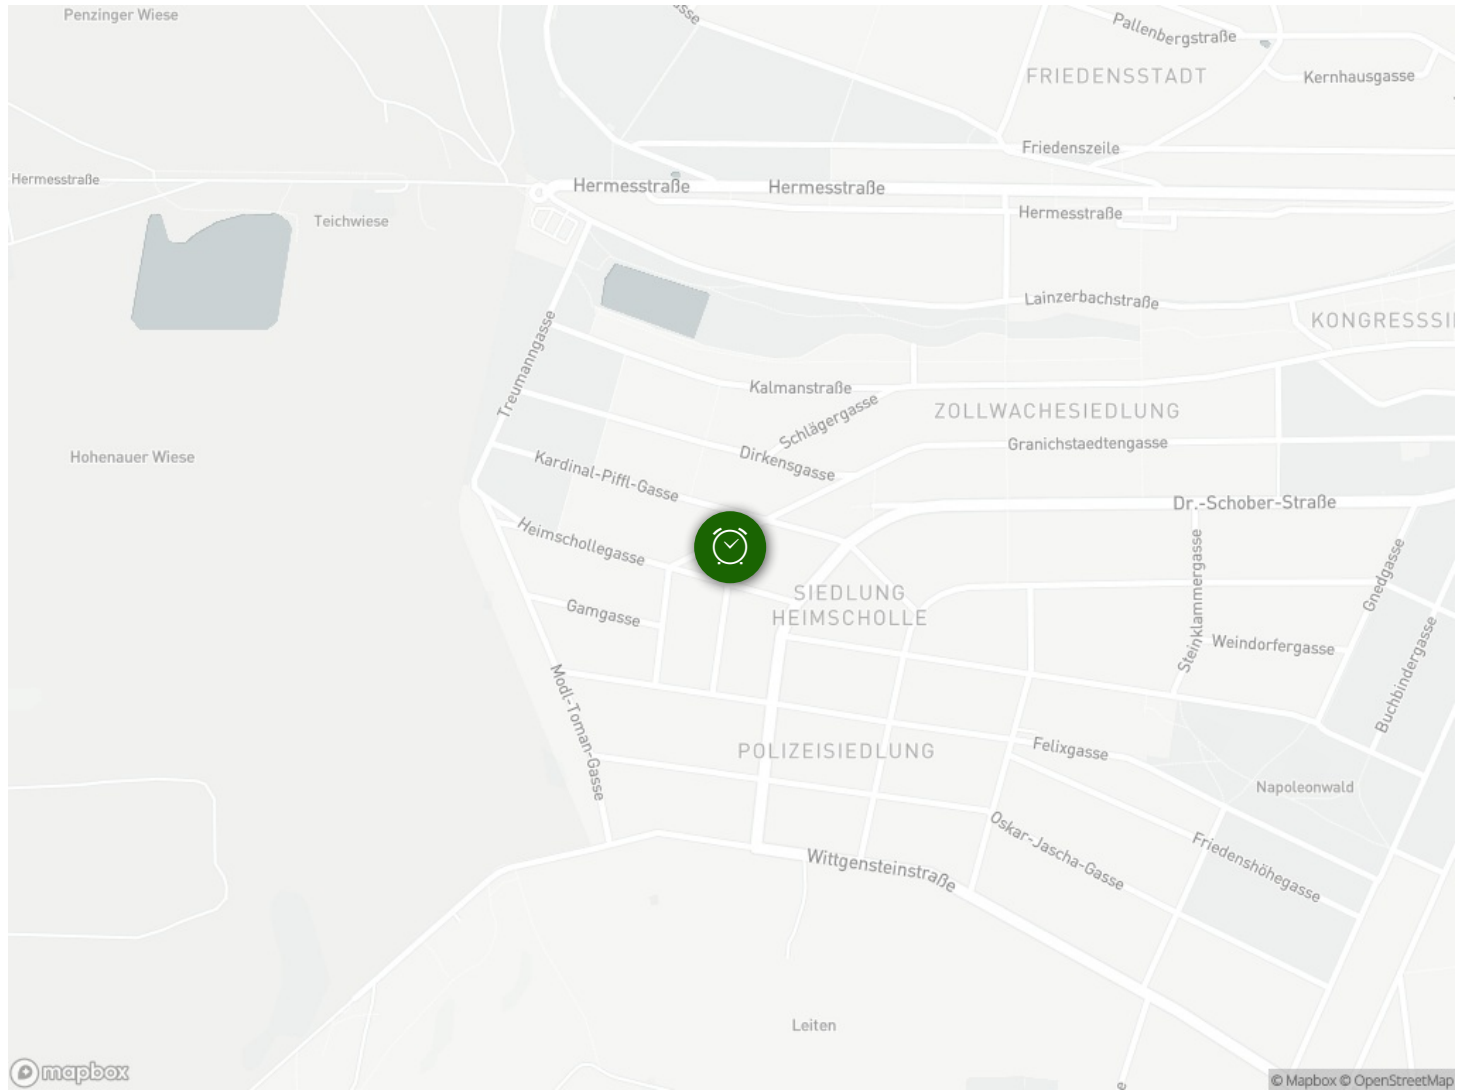 Penzinger Wiese
Pallenbergstraße
FRIEDENSSTADT
Kernhausgasse
Friedenszeile
Hermesstraße
Hermesstraße
Hermesstraße
Hermesstraße
Teichwiese
Lainzerbachstraße
Treumanngasse
Kalmanstraße
Schlägergasse
ZOLLWACHESIEDLUNG
Granichstaedtengasse
Dirkensgasse
Hohenauer Wiese
Kardinal-Piffl-Gasse
Dr.-Schober-Straße
Heimschollegasse
SIEDLUNG
HEIMSCHOLLE
Gamgasse
Steinklammergasse
Gnedgasse
Weindorfergasse
Buchbindergasse
Modl-Toman-Gasse
POLIZEISIEDLUNG
Felixgasse
Napoleonwald
Oskar-Jascha-Gasse
Friedenshöhegasse
Wittgensteinstraße
Leiten
mapbox
© Mapbox © OpenStreetMap